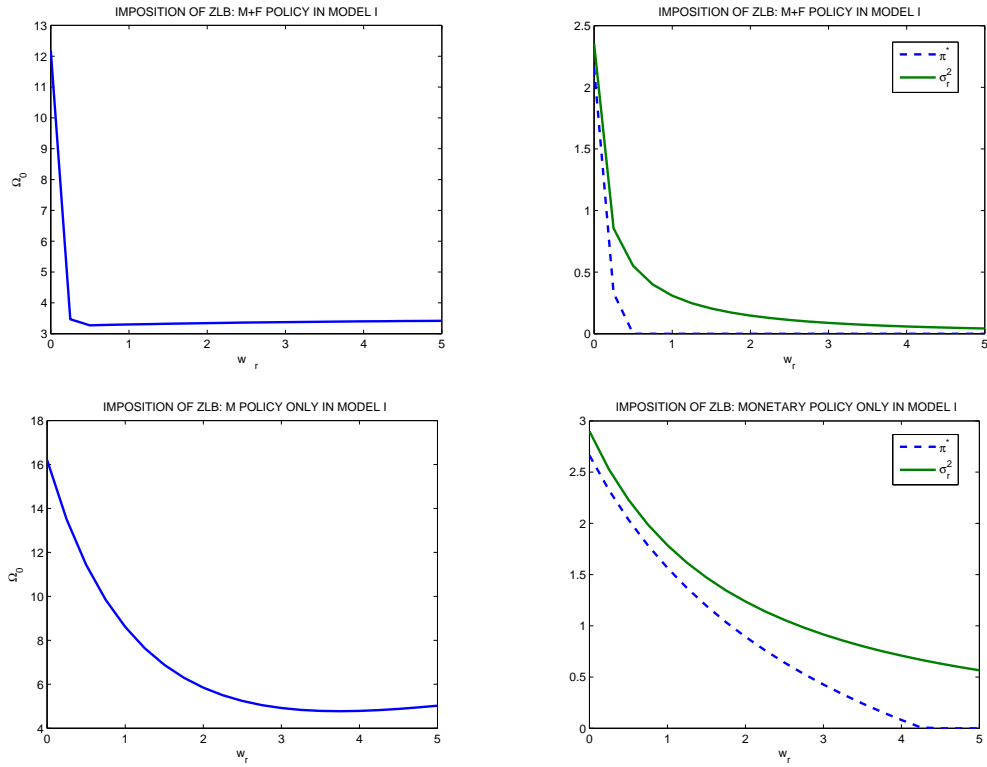 IMPOSITION OF ZLB: M+F POLICY IN MODEL I
13
12
11
10
9
8
7
6
5
4
3
Ω0
0 1 2 3 4 5
w r
IMPOSITION OF ZLB: M+F POLICY IN MODEL I
2.5
2
1.5
1
0.5
0
π*
σr2
0 1 2 3 4 5
w r
IMPOSITION OF ZLB: M POLICY ONLY IN MODEL I
18
16
14
12
10
8
6
4
Ω0
0 1 2 3 4 5
w r
IMPOSITION OF ZLB: MONETARY POLICY ONLY IN MODEL I
3
2.5
2
1.5
1
0.5
0
π*
σr2
0 1 2 3 4 5
w r